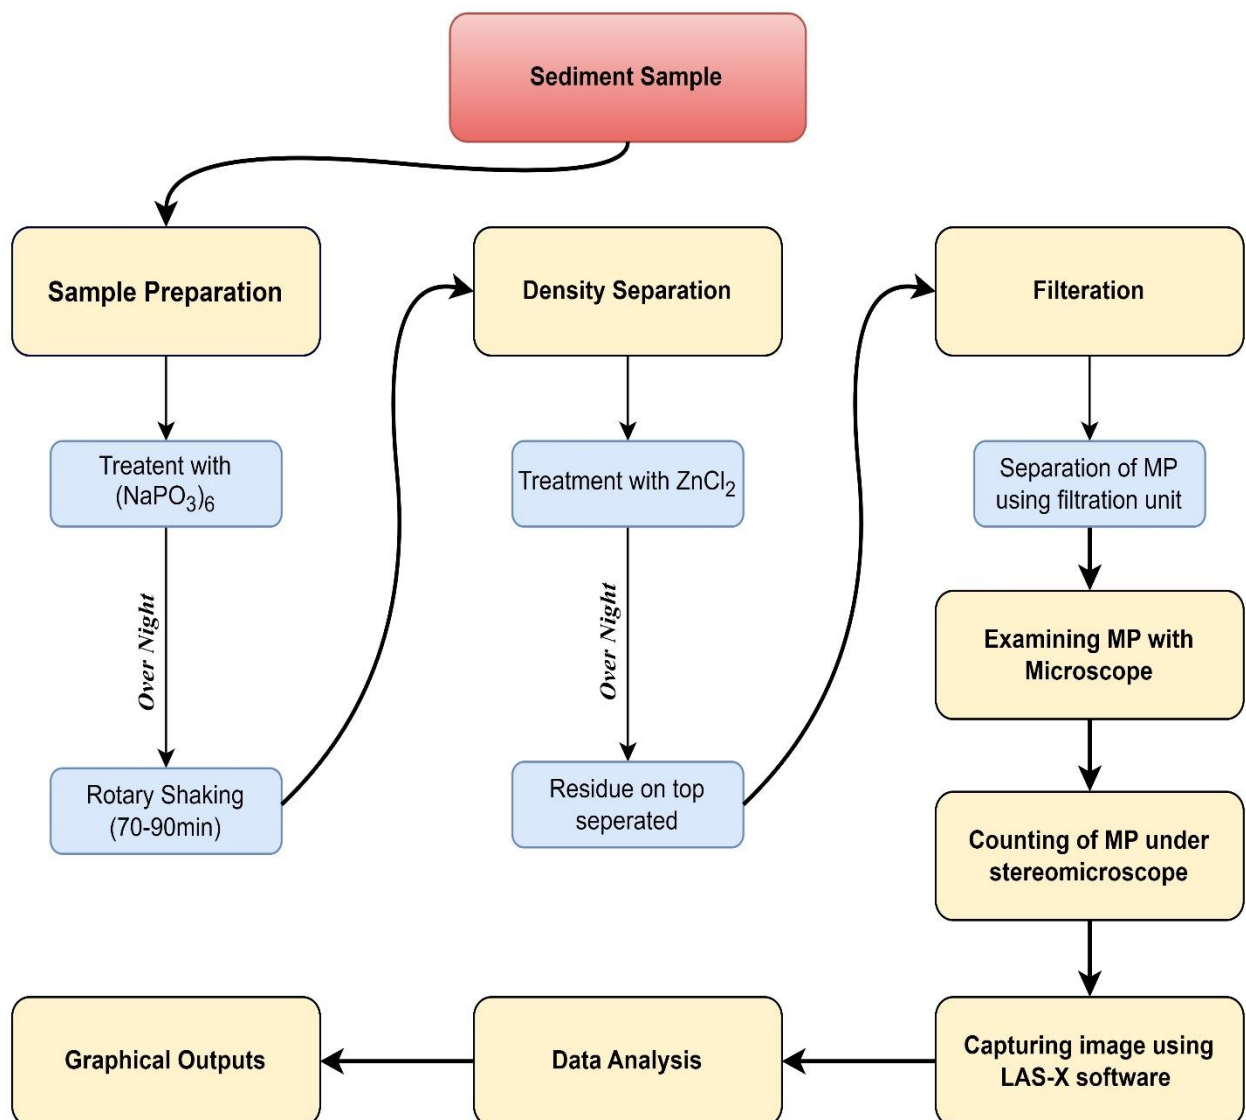 Sediment Sample
Sample Preparation
Treatent with
(NaPO₃)₆
Over Night
Rotary Shaking
(70-90min)
Density Separation
Treatment with ZnCl₂
Over Night
Residue on top
seperated
Filteration
Separation of MP
using filtration unit
Examining MP with
Microscope
Counting of MP under
stereomicroscope
Capturing image using
LAS-X software
Data Analysis
Graphical Outputs